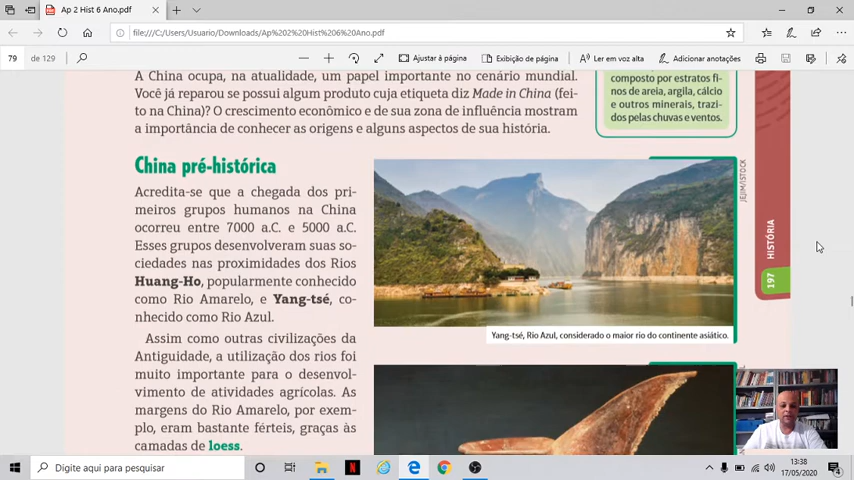 Ap 2 Hist 6 Ano.pdf
file:///C:/Users/Usuario/Downloads/Ap%202%20Hist%206%20Ano.pdf
79 de 129
Ajustar à página
Exibição de página
Ler em voz alta
Adicionar anotações
A China ocupa, na atualidade, um papel importante no cenário mundial.
Você já reparou se possui algum produto cuja etiqueta diz Made in China (fei-
to na China)? O crescimento econômico e de sua zona de influência mostram
a importância de conhecer as origens e alguns aspectos de sua história.
composto por estratos fi-
nos de areia, argila, cálcio
e outros minerais, trazi-
dos pelas chuvas e ventos.
China pré-histórica
Acredita-se que a chegada dos pri-
meiros grupos humanos na China
ocorreu entre 7000 a.C. e 5000 a.C.
Esses grupos desenvolveram suas so-
ciedades nas proximidades dos Rios
Huang-Ho, popularmente conhecido
como Rio Amarelo, e Yang-tsé, co-
nhecido como Rio Azul.
Assim como outras civilizações da
Antiguidade, a utilização dos rios foi
muito importante para o desenvol-
vimento de atividades agrícolas. As
margens do Rio Amarelo, por exem-
plo, eram bastante férteis, graças às
camadas de loess.
JEJIM/ISTOCK
Yang-tsé, Rio Azul, considerado o maior rio do continente asiático.
HISTÓRIA
197
Digite aqui para pesquisar
13:38
17/05/2020
4